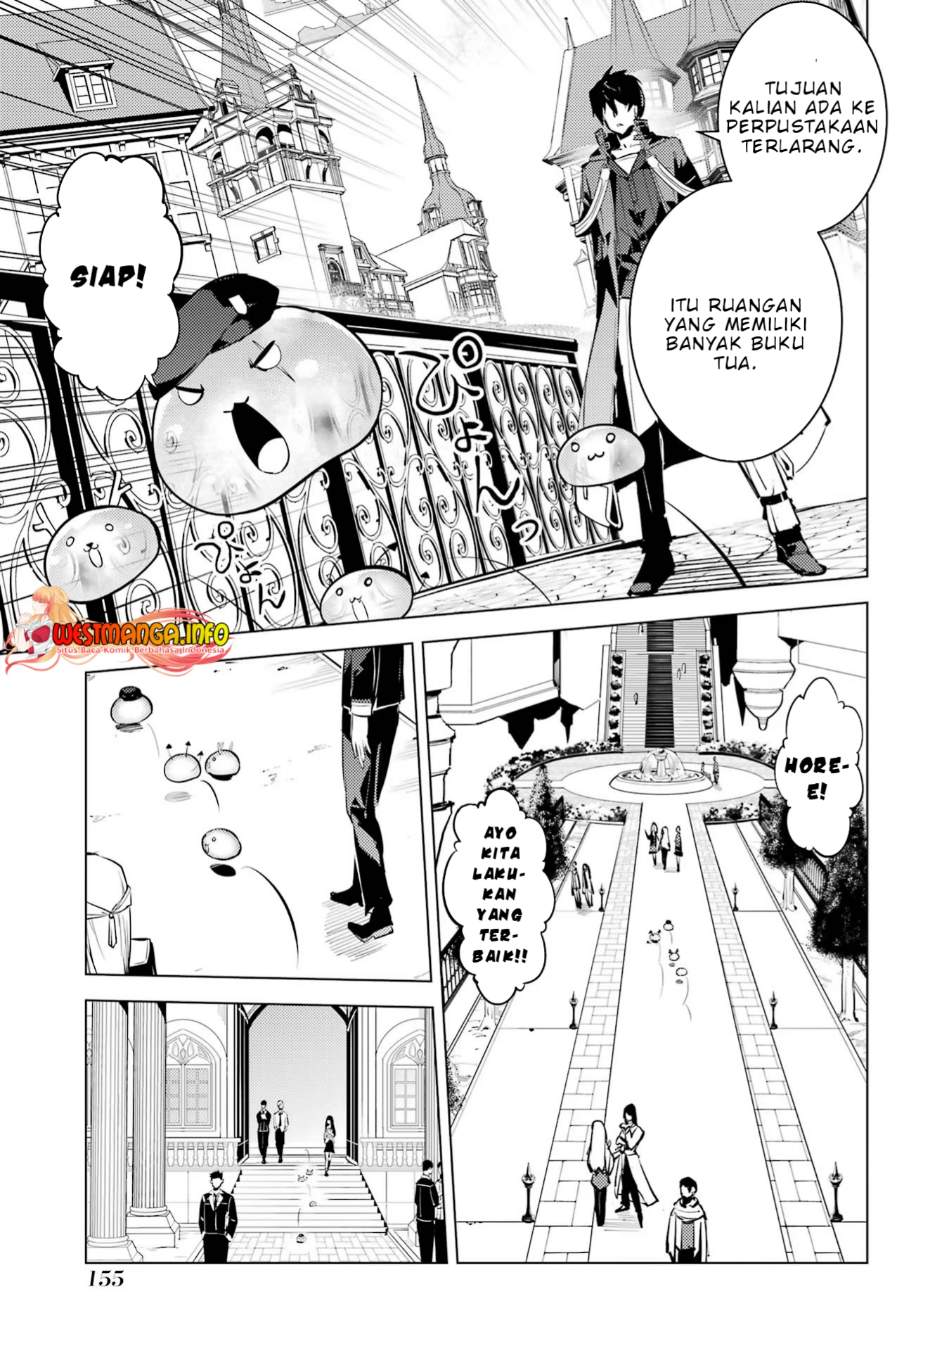 TUJUAN
KALIAN ADA KE
PERPUSTAKAAN
TERLARANG.
ITU RUANGAN
YANG MEMILIKI
BANYAK BUKU
TUA.
SIAP!
ぴょんっ
ぴょん
WESTMANGA.INFO
Situs Baca Komik Berbahasa Indonesia
HORE-
E!
AYO
KITA
LAKU-
KAN
YANG
TER-
BAIK!!
155